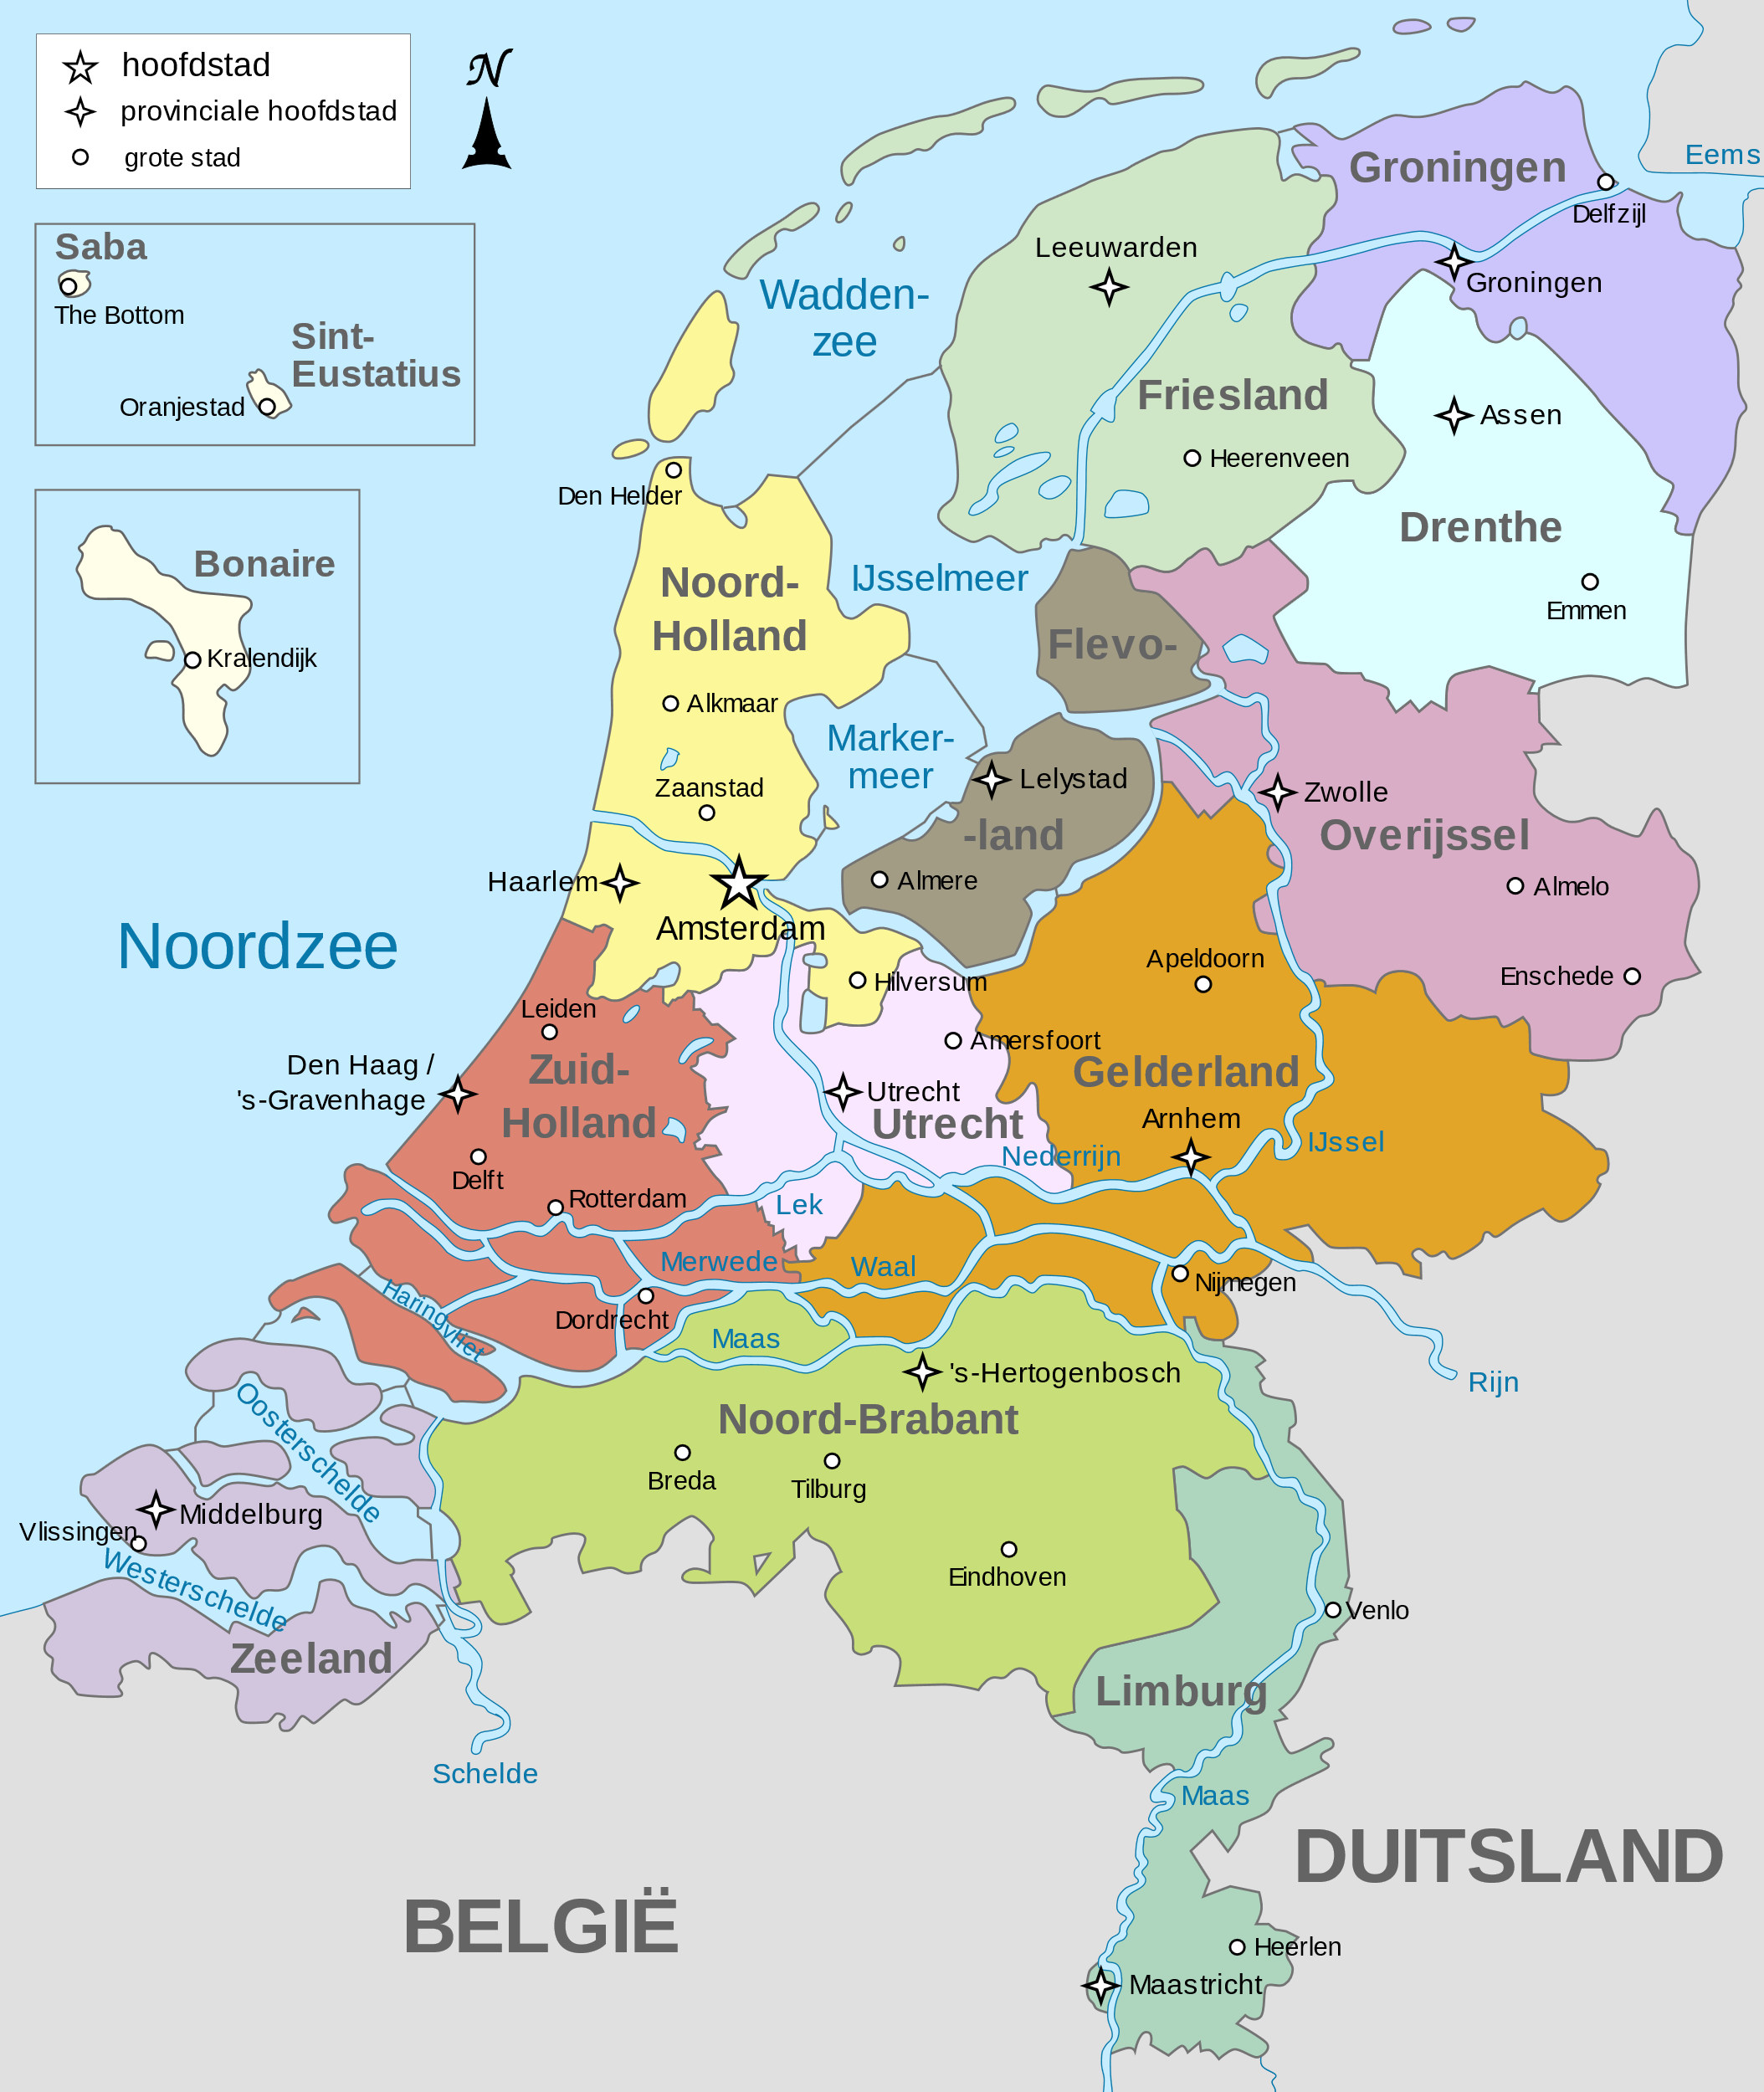 hoofdstad
provinciale hoofdstad
grote stad
N
Saba
The Bottom
Sint-
Eustatius
Oranjestad
Bonaire
Kralendijk
Groningen
Eems
Delfzijl
Leeuwarden
Groningen
Wadden-
zee
Friesland
Assen
Heerenveen
Den Helder
Drenthe
Noord-
Holland
IJsselmeer
Emmen
Flevo-
Alkmaar
Marker-
meer
Lelystad
Zwolle
Zaanstad
-land
Overijssel
Haarlem
Almere
Almelo
Amsterdam
Noordzee
Apeldoorn
Enschede
Hilversum
Leiden
Amersfoort
Den Haag /
's-Gravenhage
Zuid-
Holland
Gelderland
Utrecht
Utrecht
Arnhem
Nederrijn
IJssel
Delft
Rotterdam
Lek
Merwede
Waal
Nijmegen
Haringvliet
Dordrecht
Maas
's-Hertogenbosch
Rijn
Oosterschelde
Noord-Brabant
Breda
Tilburg
Middelburg
Vlissingen
Westerschelde
Eindhoven
Venlo
Zeeland
Limburg
Schelde
Maas
DUITSLAND
BELGIË
Heerlen
Maastricht